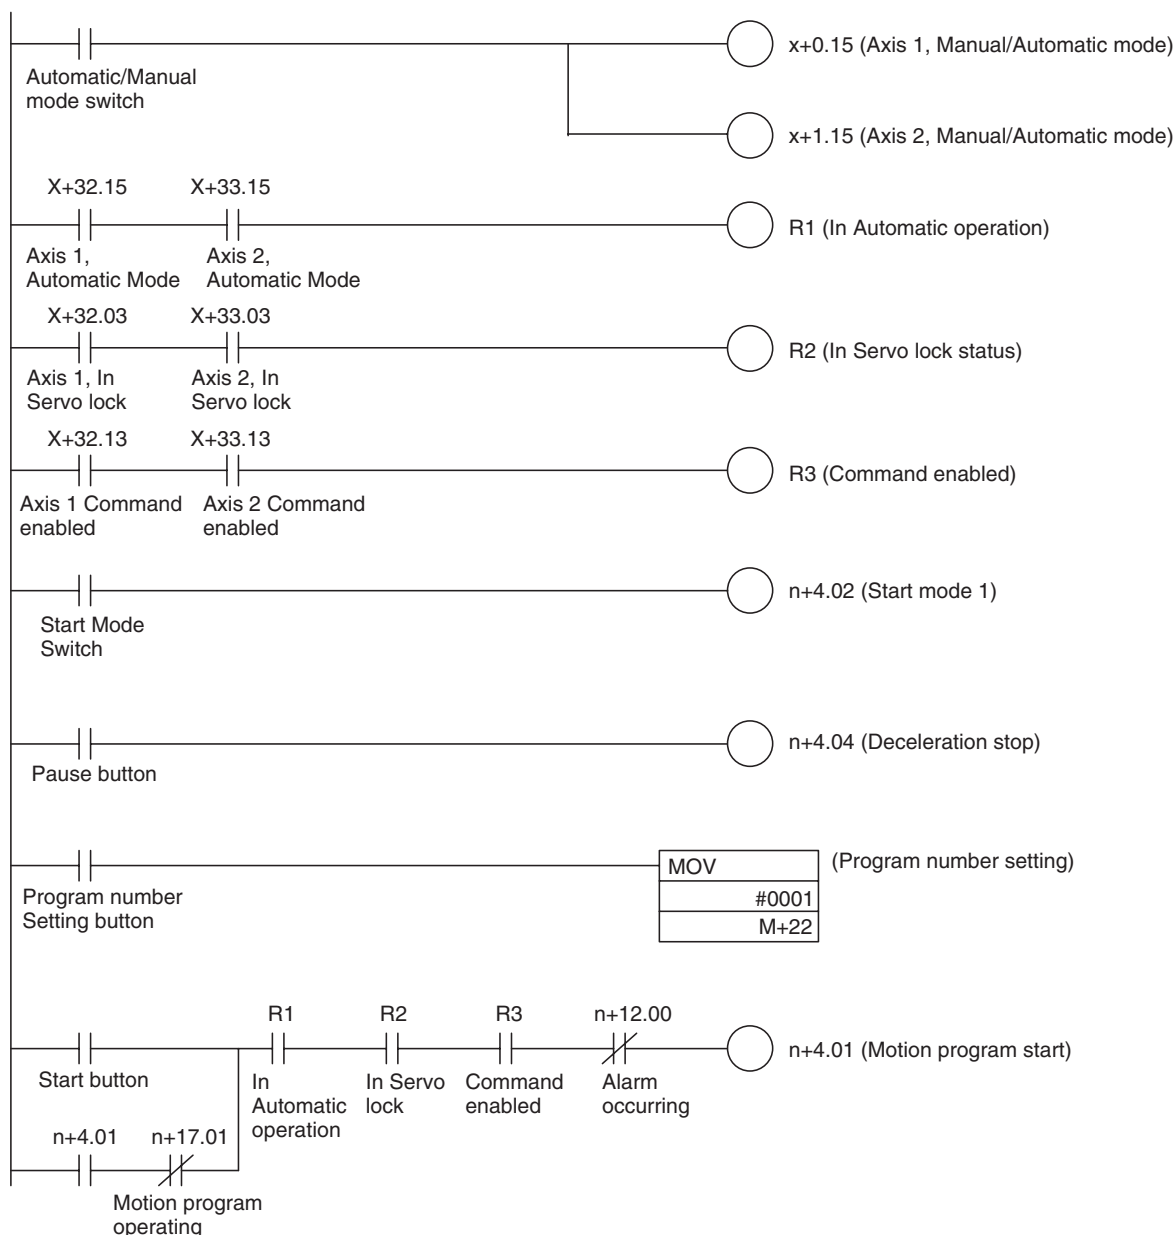 x+0.15 (Axis 1, Manual/Automatic mode)
Automatic/Manual
mode switch
x+1.15 (Axis 2, Manual/Automatic mode)
X+32.15 X+33.15
R1 (In Automatic operation)
Axis 1, Axis 2,
Automatic Mode Automatic Mode
X+32.03 X+33.03
R2 (In Servo lock status)
Axis 1, In Axis 2, In
Servo lock Servo lock
X+32.13 X+33.13
R3 (Command enabled)
Axis 1 Command Axis 2 Command
enabled enabled
n+4.02 (Start mode 1)
Start Mode
Switch
n+4.04 (Deceleration stop)
Pause button
MOV (Program number setting)
Program number #0001
Setting button M+22
R1 R2 R3 n+12.00
n+4.01 (Motion program start)
Start button In In Servo Command Alarm
Automatic lock enabled occurring
operation
n+4.01 n+17.01
Motion program
operating